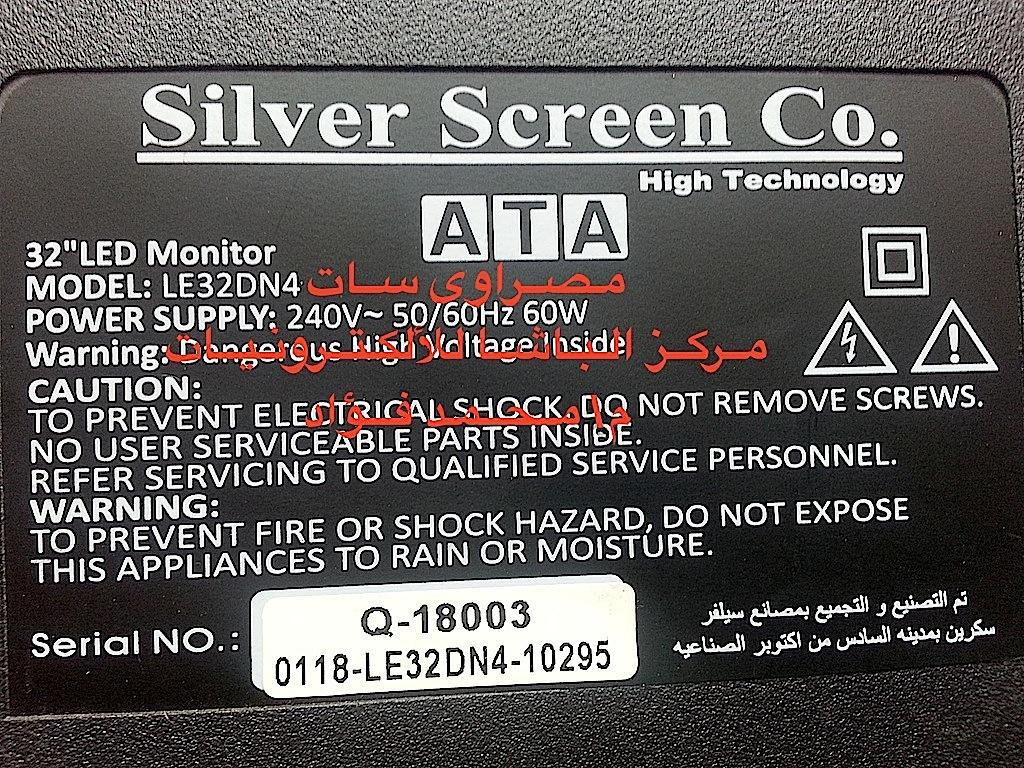 Silver Screen Co.
High Technology
ATA
32"LED Monitor
MODEL: LE32DN4
مصراوى سات
POWER SUPPLY: 240V~ 50/60Hz 60W
مركز الباشا للألكترونيات
Warning: Dangerous High Voltage Inside
CAUTION:
م/محمد فؤاد
TO PREVENT ELECTRICAL SHOCK, DO NOT REMOVE SCREWS.
NO USER SERVICEABLE PARTS INSIDE.
REFER SERVICING TO QUALIFIED SERVICE PERSONNEL.
WARNING:
TO PREVENT FIRE OR SHOCK HAZARD, DO NOT EXPOSE
THIS APPLIANCES TO RAIN OR MOISTURE.
Serial NO.:
Q-18003
0118-LE32DN4-10295
تم التصنيع و التجميع بمصانع سيلفر
سكرين بمدينه السادس من اكتوبر الصناعيه